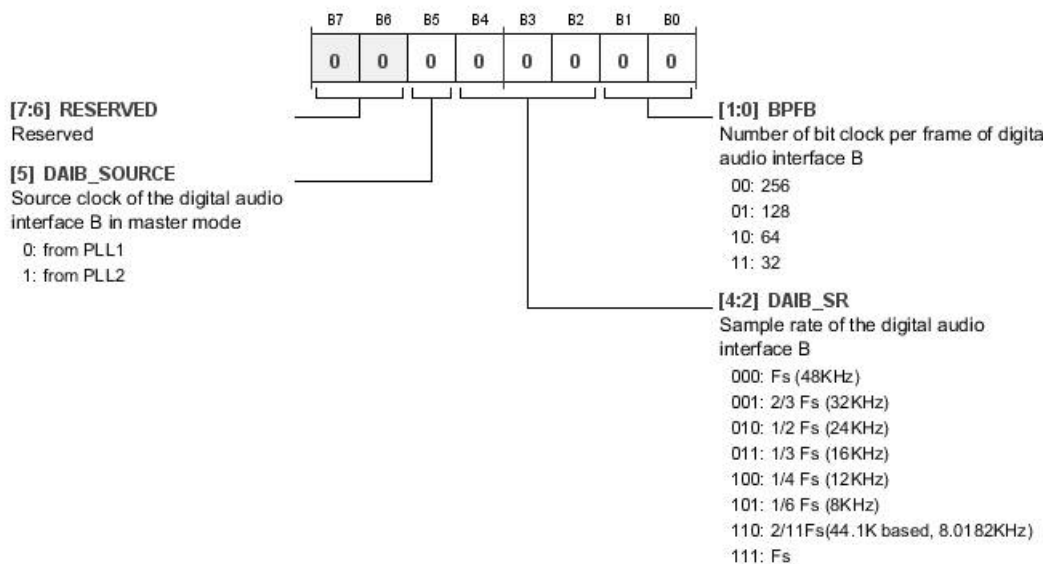 B7 B6 B5 B4 B3 B2 B1 B0
0 0 0 0 0 0 0 0
[7:6] RESERVED
Reserved
[5] DAIB_SOURCE
Source clock of the digital audio
interface B in master mode
0: from PLL1
1: from PLL2
[1:0] BPFB
Number of bit clock per frame of digita
audio interface B
00: 256
01: 128
10: 64
11: 32
[4:2] DAIB_SR
Sample rate of the digital audio
interface B
000: Fs (48KHz)
001: 2/3 Fs (32KHz)
010: 1/2 Fs (24KHz)
011: 1/3 Fs (16KHz)
100: 1/4 Fs (12KHz)
101: 1/6 Fs (8KHz)
110: 2/11Fs(44.1K based, 8.0182KHz)
111: Fs